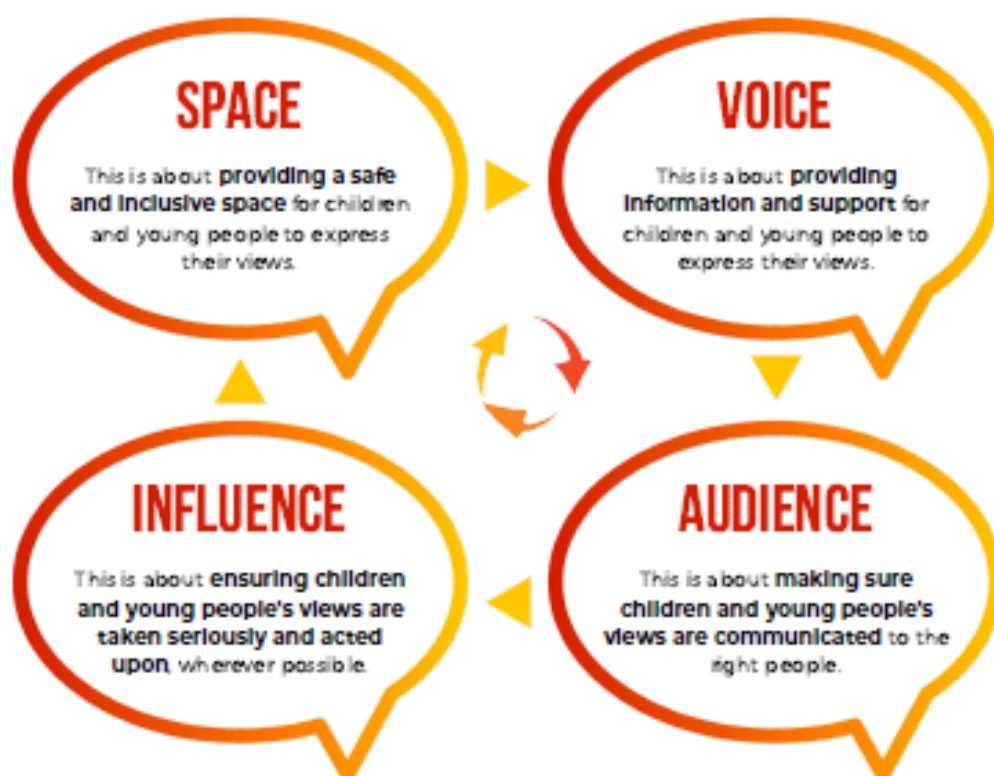 SPACE
This is about providing a safe
and inclusive space for children
and young people to express
their views.
VOICE
This is about providing
information and support for
children and young people to
express their views.
INFLUENCE
This is about ensuring children
and young people's views are
taken seriously and acted
upon, wherever possible.
AUDIENCE
This is about making sure
children and young people's
views are communicated to the
right people.